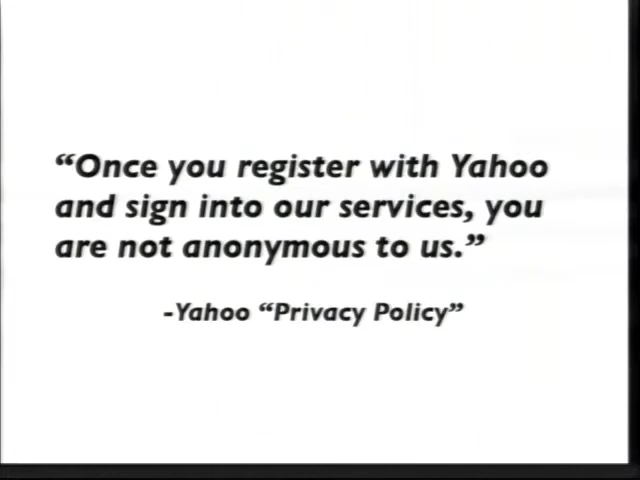 “Once you register with Yahoo
and sign into our services, you
are not anonymous to us.”
-Yahoo “Privacy Policy”